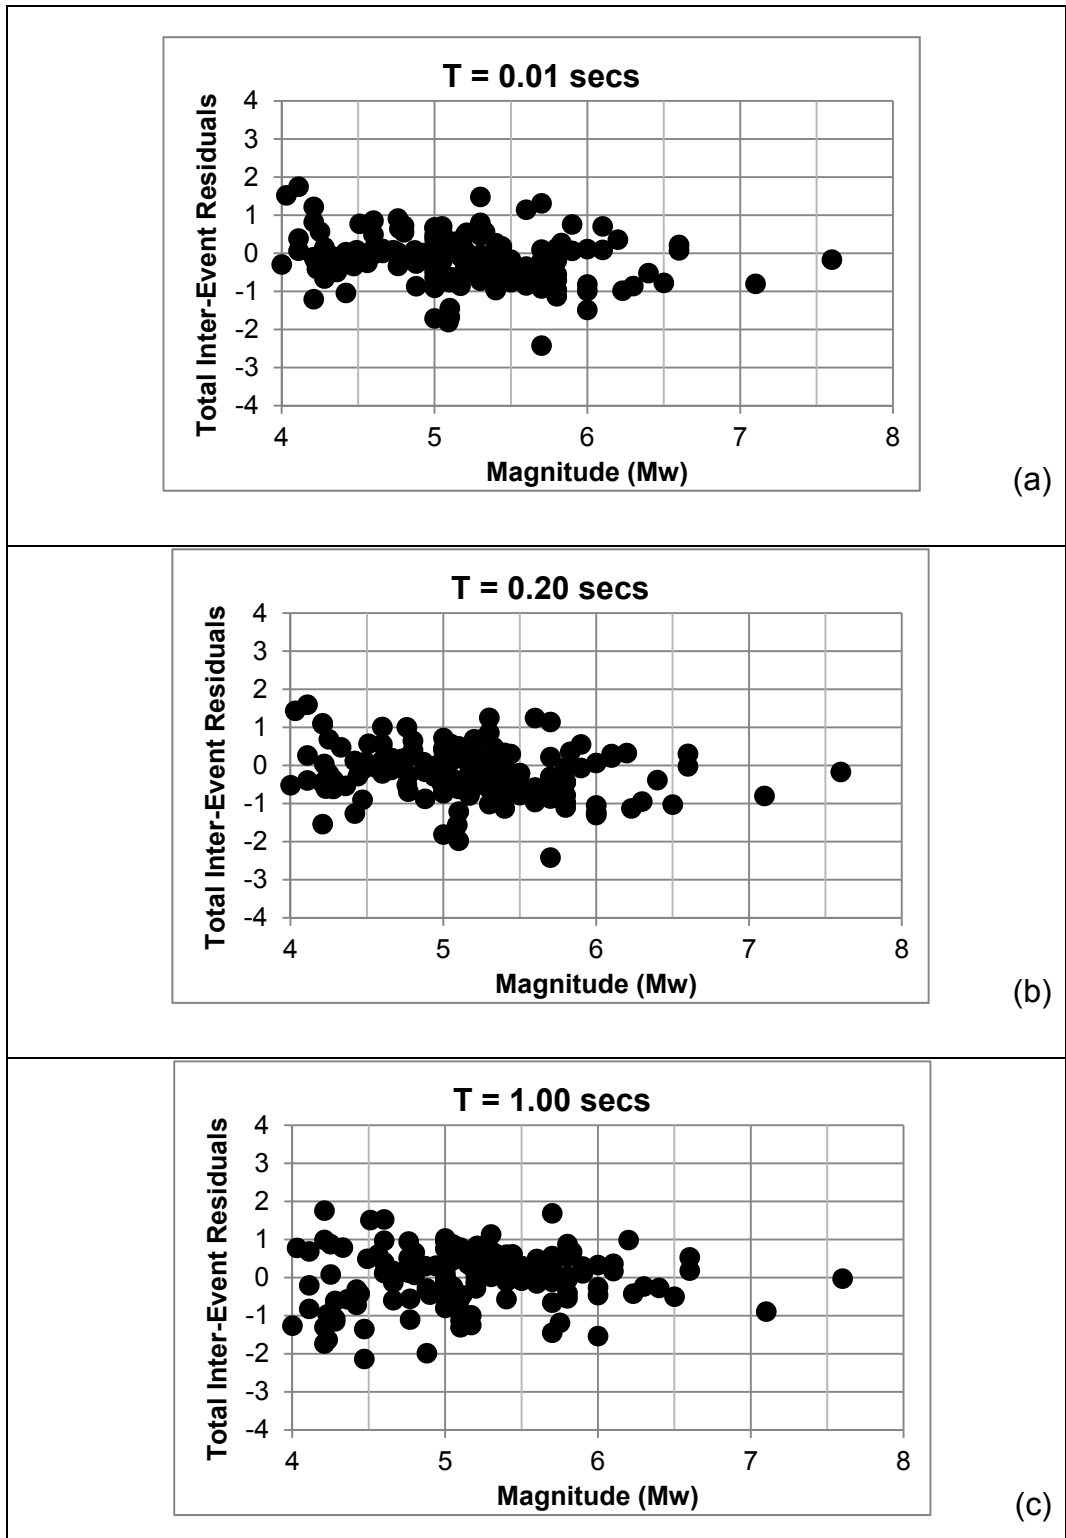 T = 0.01 secs
Total Inter-Event Residuals
4
3
2
1
0
-1
-2
-3
-4
4 5 6 7 8
Magnitude (Mw)
(a)
T = 0.20 secs
Total Inter-Event Residuals
4
3
2
1
0
-1
-2
-3
-4
4 5 6 7 8
Magnitude (Mw)
(b)
T = 1.00 secs
Total Inter-Event Residuals
4
3
2
1
0
-1
-2
-3
-4
4 5 6 7 8
Magnitude (Mw)
(c)